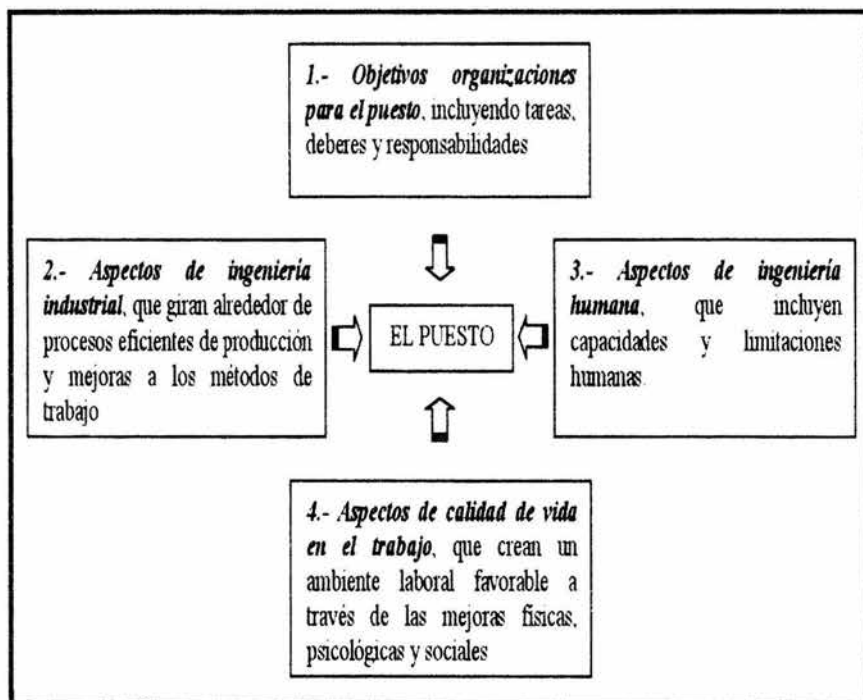 1.- Objetivos organizaciones
para el puesto, incluyendo tareas,
deberes y responsabilidades
2.- Aspectos de ingeniería
industrial, que giran alrededor de
procesos eficientes de producción
y mejoras a los métodos de
trabajo
EL PUESTO
3.- Aspectos de ingeniería
humana, que incluyen
capacidades y limitaciones
humanas.
4.- Aspectos de calidad de vida
en el trabajo, que crean un
ambiente laboral favorable a
través de las mejoras físicas,
psicológicas y sociales